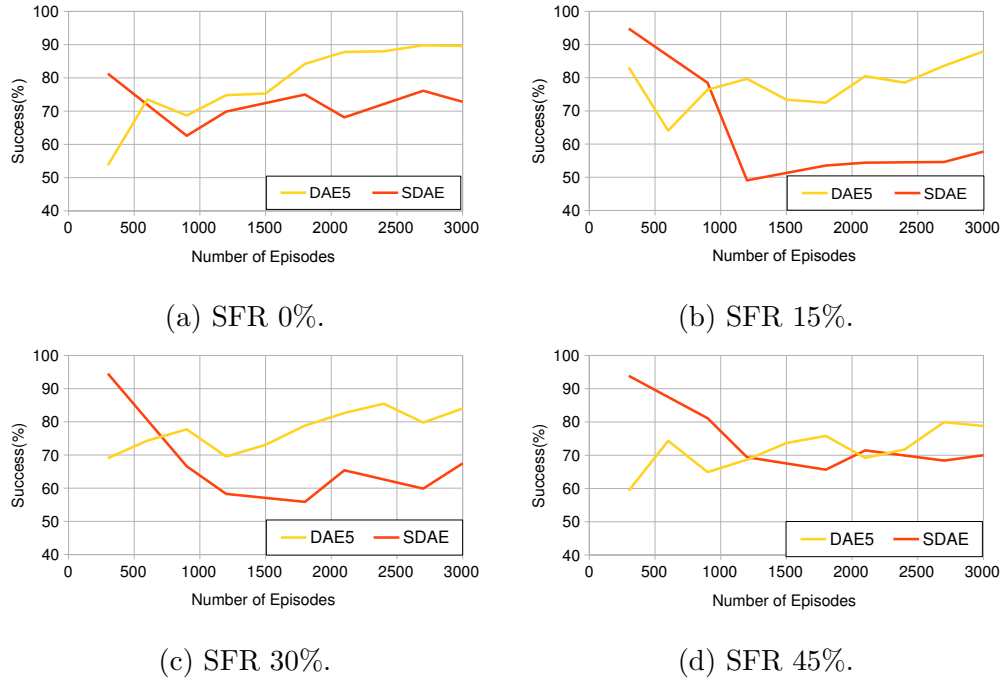 100
90
80
70
60
50
40
Success(%)
DAE5 SDAE
0 500 1000 1500 2000 2500 3000
Number of Episodes
(a) SFR 0%.
100
90
80
70
60
50
40
Success(%)
DAE5 SDAE
0 500 1000 1500 2000 2500 3000
Number of Episodes
(b) SFR 15%.
100
90
80
70
60
50
40
Success(%)
DAE5 SDAE
0 500 1000 1500 2000 2500 3000
Number of Episodes
(c) SFR 30%.
100
90
80
70
60
50
40
Success(%)
DAE5 SDAE
0 500 1000 1500 2000 2500 3000
Number of Episodes
(d) SFR 45%.